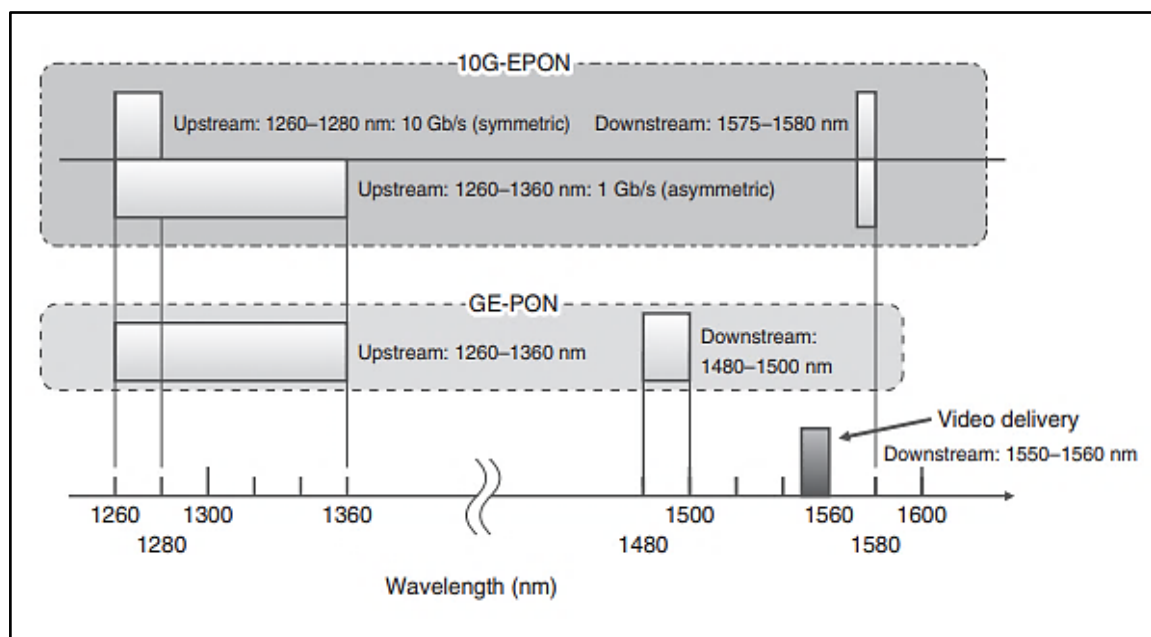 10G-EPON
Upstream: 1260–1280 nm: 10 Gb/s (symmetric)
Downstream: 1575–1580 nm
Upstream: 1260–1360 nm: 1 Gb/s (asymmetric)
GE-PON
Upstream: 1260–1360 nm
Downstream:
1480–1500 nm
Video delivery
Downstream: 1550–1560 nm
1260
1300
1360
1500
1560
1600
1280
1480
1580
Wavelength (nm)